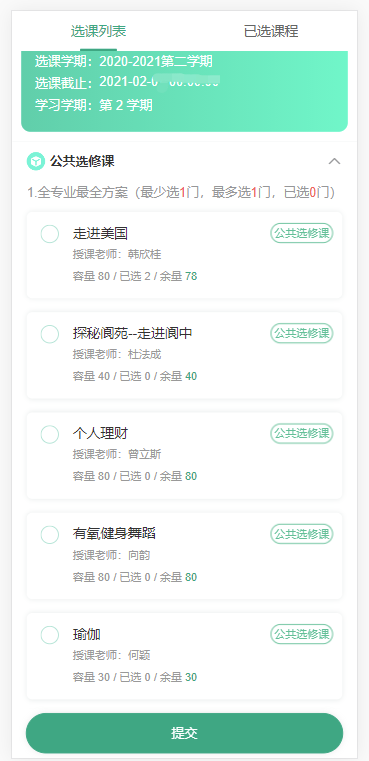 选课列表 已选课程
选课学期：2020-2021第二学期
选课截止：2021-02-0
学习学期：第 2 学期
公共选修课
1.全专业最全方案（最少选1门，最多选1门，已选0门）
走进美国 公共选修课
授课老师：韩欣桂
容量 80 / 已选 2 / 余量 78
探秘阆苑--走进阆中 公共选修课
授课老师：杜法成
容量 40 / 已选 0 / 余量 40
个人理财 公共选修课
授课老师：曾立斯
容量 80 / 已选 0 / 余量 80
有氧健身舞蹈 公共选修课
授课老师：向韵
容量 80 / 已选 0 / 余量 80
瑜伽 公共选修课
授课老师：何颖
容量 30 / 已选 0 / 余量 30
提交